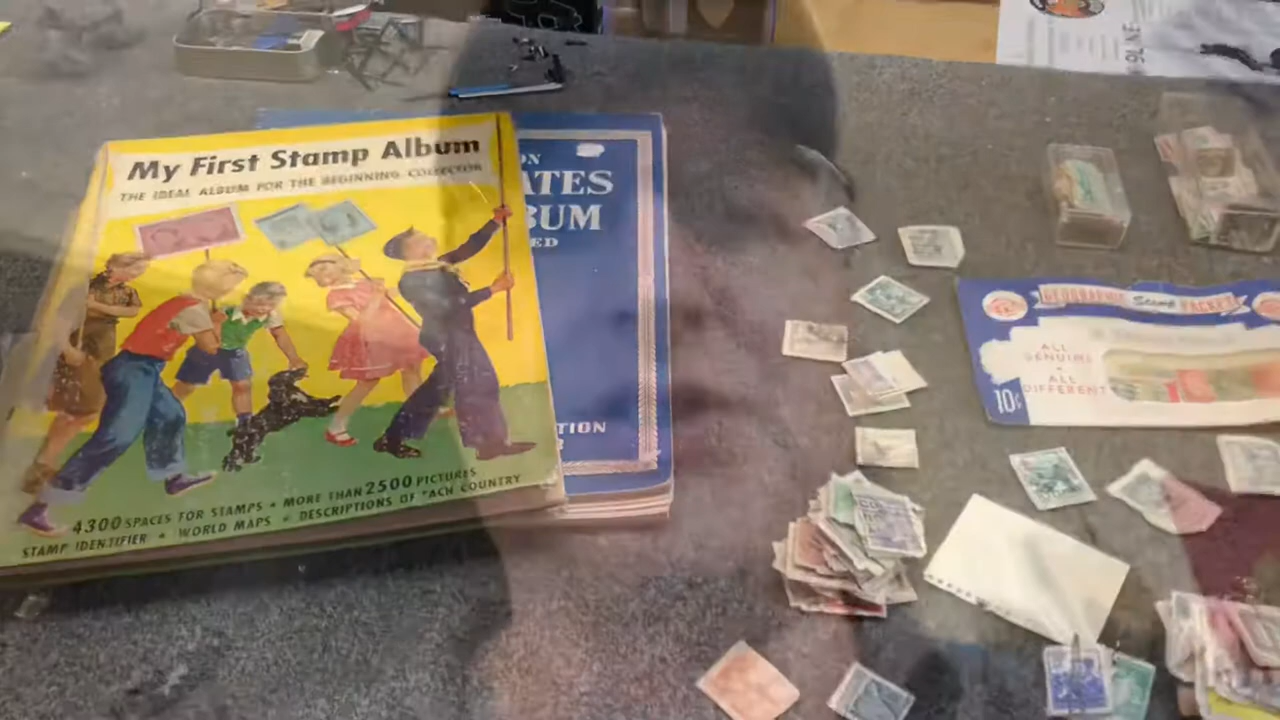 My First Stamp Album
THE IDEAL ALBUM FOR THE BEGINNING COLLECTOR
4300 SPACES FOR STAMPS • MORE THAN 2500 PICTURES
STAMP IDENTIFIER • WORLD MAPS • DESCRIPTIONS OF EACH COUNTRY
ON
ATES
BUM
ED
TION
GEOGRAPHIC Stamp PACKET
ALL
GENUINE
ALL
DIFFERENT
10¢